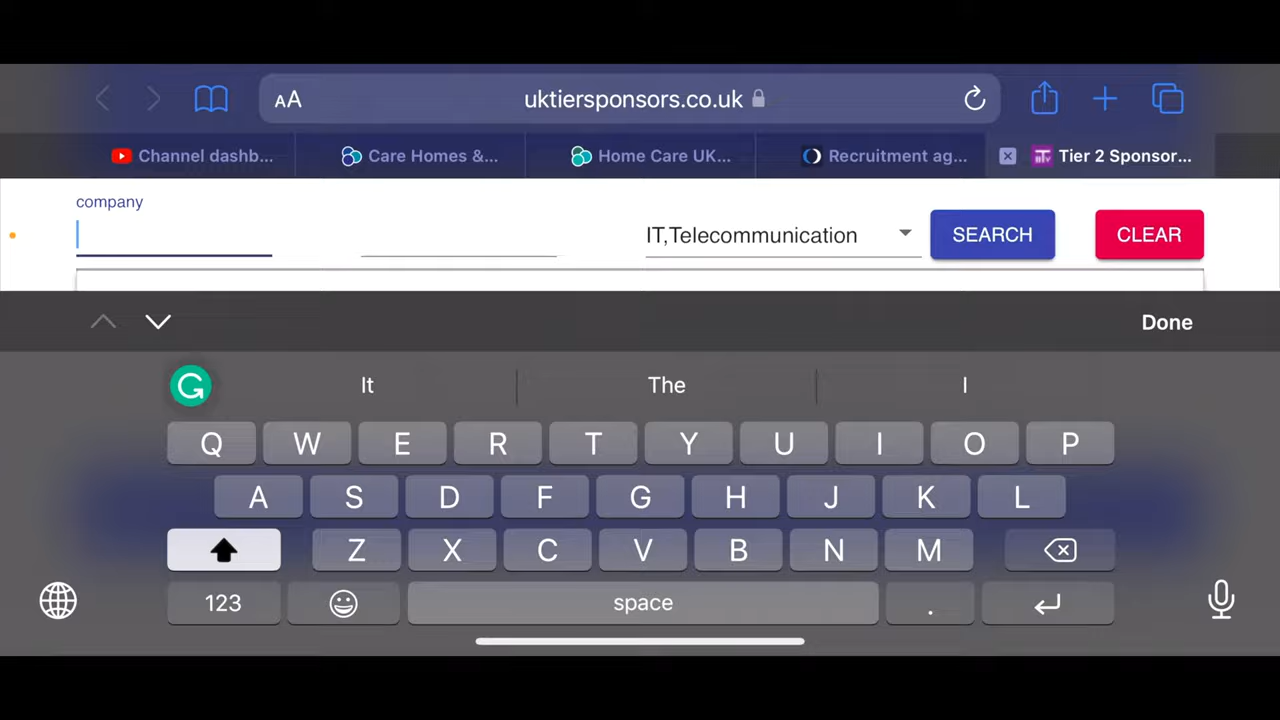 AA uktiersponsors.co.uk
Channel dashb... Care Homes &... Home Care UK... Recruitment ag... Tier 2 Sponsor...
company
IT,Telecommunication SEARCH CLEAR
Done
It The I
Q W E R T Y U I O P
A S D F G H J K L
Z X C V B N M
123 space .